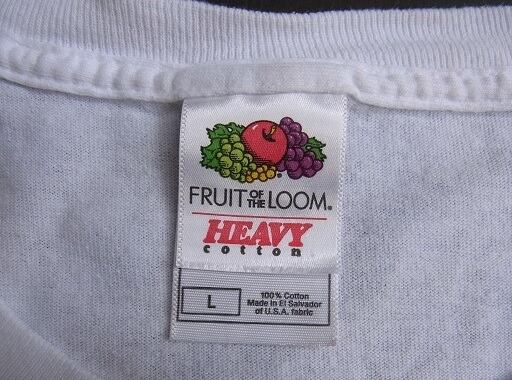 FRUIT OF THE LOOM®
HEAVY
cotton
L
100% Cotton
Made in El Salvador
of U.S.A. fabric